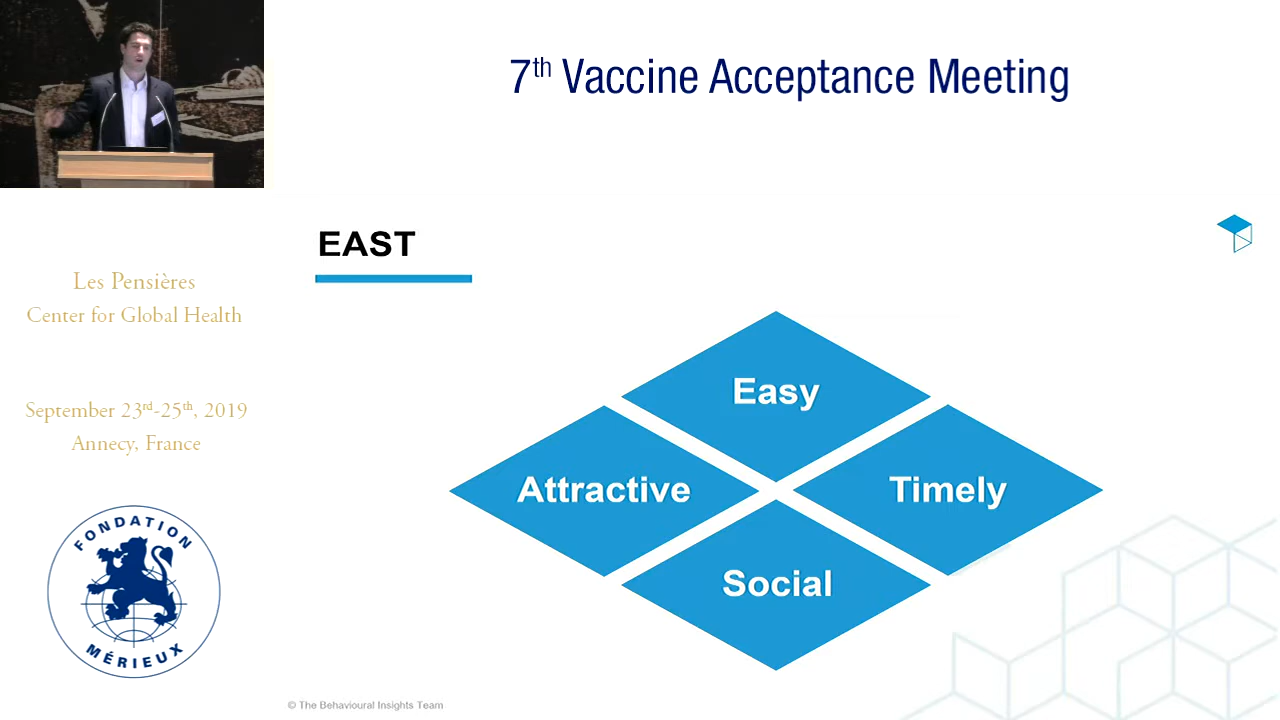 7th Vaccine Acceptance Meeting
EAST
Les Pensières
Center for Global Health
September 23rd-25th, 2019
Annecy, France
FONDATION
MÉRIEUX
Easy
Attractive
Timely
Social
© The Behavioural Insights Team